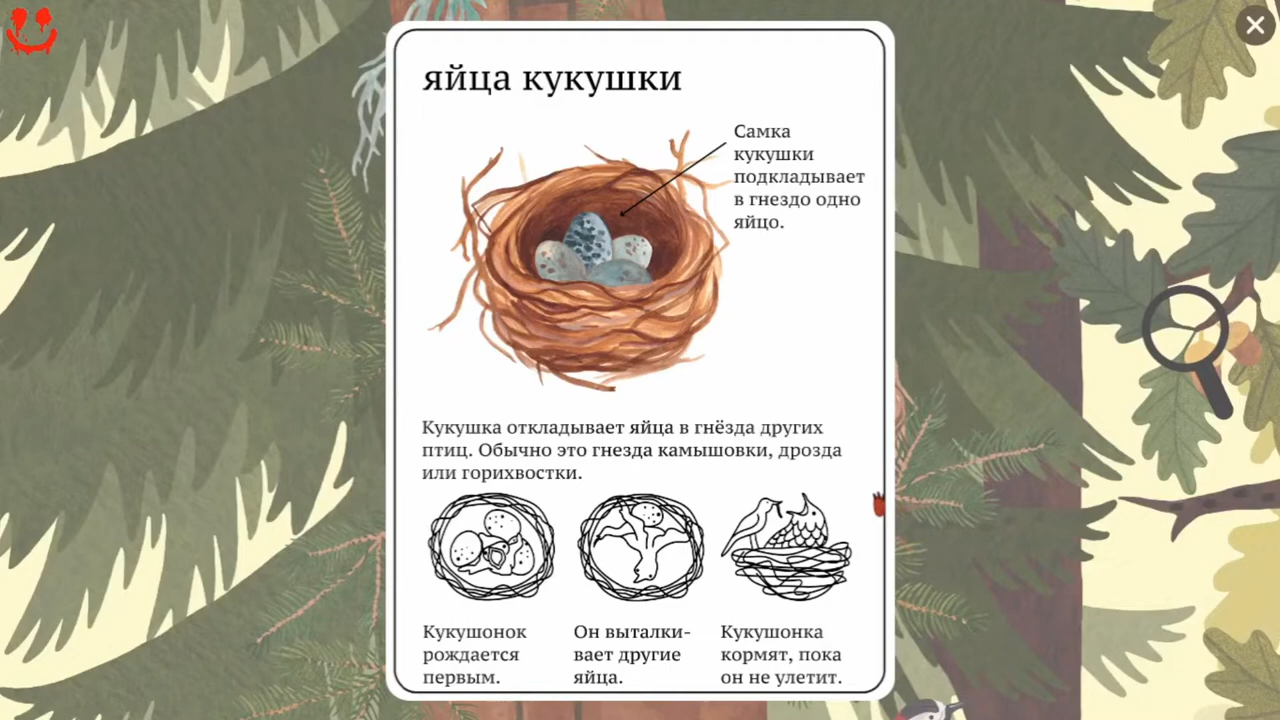 яйца кукушки
Самка
кукушки
подкладывает
в гнездо одно
яйцо.
Кукушка откладывает яйца в гнёзда других
птиц. Обычно это гнезда камышовки, дрозда
или горихвостки.
Кукушонок
рождается
первым.
Он выталки-
вает другие
яйца.
Кукушонка
кормят, пока
он не улетит.